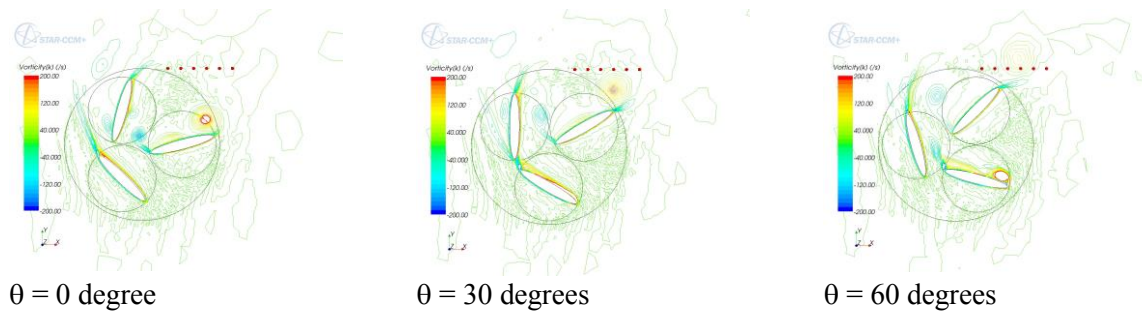 STAR-CCM+
Vorticity(k) (/s)
200.00
120.00
40.000
-40.000
-120.00
-200.00
Y
Z X
θ = 0 degree
STAR-CCM+
Vorticity(k) (/s)
200.00
120.00
40.000
-40.000
-120.00
-200.00
Y
Z X
θ = 30 degrees
STAR-CCM+
Vorticity(k) (/s)
200.00
120.00
40.000
-40.000
-120.00
-200.00
Y
Z X
θ = 60 degrees